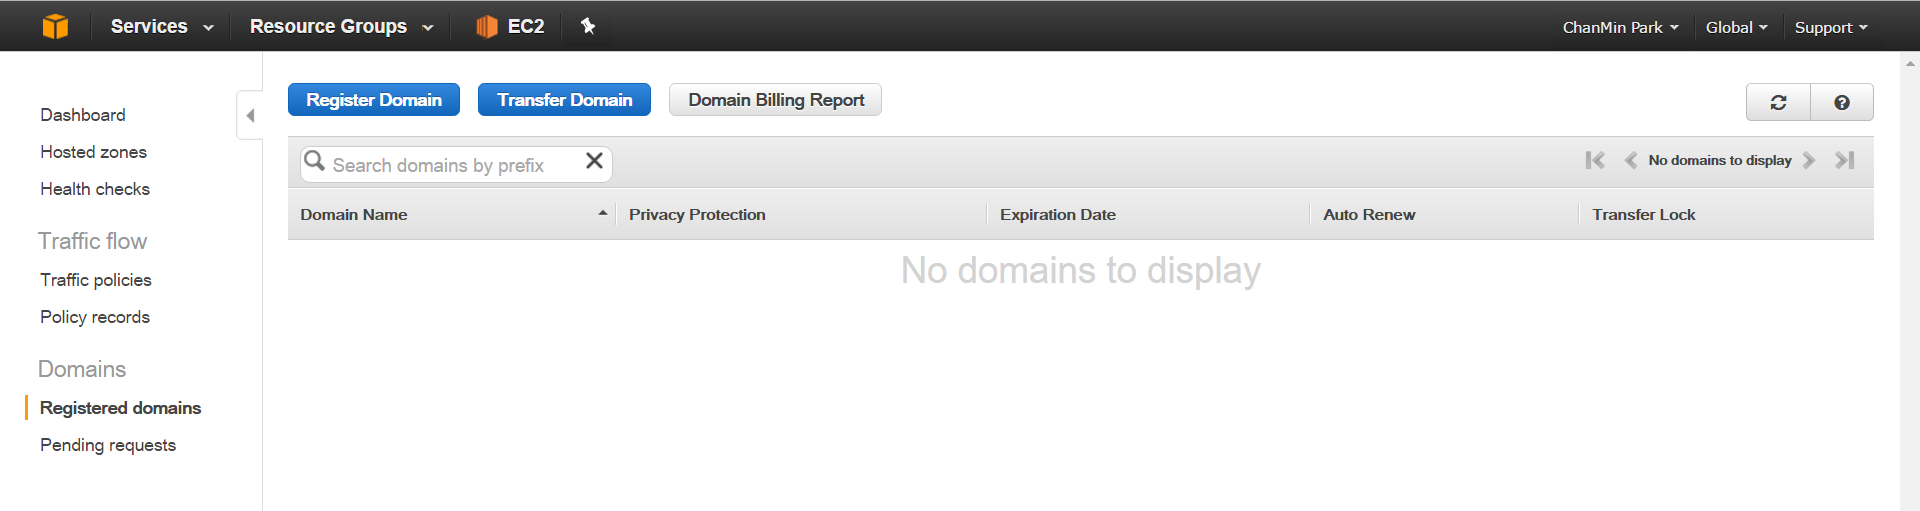 Services Resource Groups EC2 ChanMin Park Global Support
Register Domain Transfer Domain Domain Billing Report
Dashboard
Hosted zones
Health checks
Traffic flow
Traffic policies
Policy records
Domains
Registered domains
Pending requests
Search domains by prefix No domains to display
Domain Name Privacy Protection Expiration Date Auto Renew Transfer Lock
No domains to display